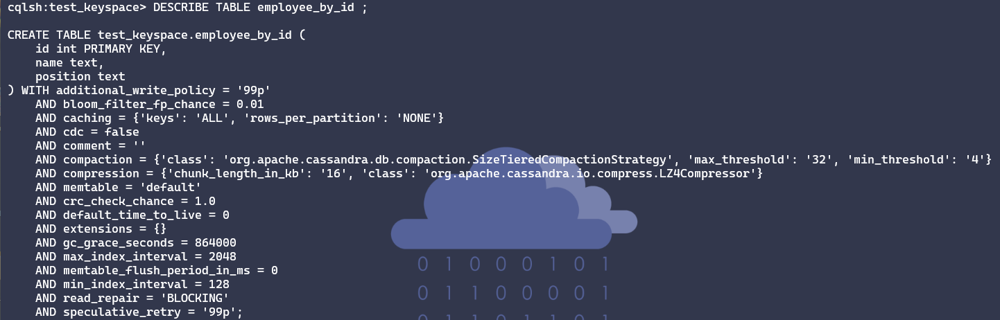 cqlsh:test_keyspace> DESCRIBE TABLE employee_by_id ;
CREATE TABLE test_keyspace.employee_by_id (
    id int PRIMARY KEY,
    name text,
    position text
) WITH additional_write_policy = '99p'
    AND bloom_filter_fp_chance = 0.01
    AND caching = {'keys': 'ALL', 'rows_per_partition': 'NONE'}
    AND cdc = false
    AND comment = ''
    AND compaction = {'class': 'org.apache.cassandra.db.compaction.SizeTieredCompactionStrategy', 'max_threshold': '32', 'min_threshold': '4'}
    AND compression = {'chunk_length_in_kb': '16', 'class': 'org.apache.cassandra.io.compress.LZ4Compressor'}
    AND memtable = 'default'
    AND crc_check_chance = 1.0
    AND default_time_to_live = 0
    AND extensions = {}
    AND gc_grace_seconds = 864000
    AND max_index_interval = 2048
    AND memtable_flush_period_in_ms = 0
    AND min_index_interval = 128
    AND read_repair = 'BLOCKING'
    AND speculative_retry = '99p';
0 1 0 0 0 1 0 1
0 1 1 0 0 0 0 1